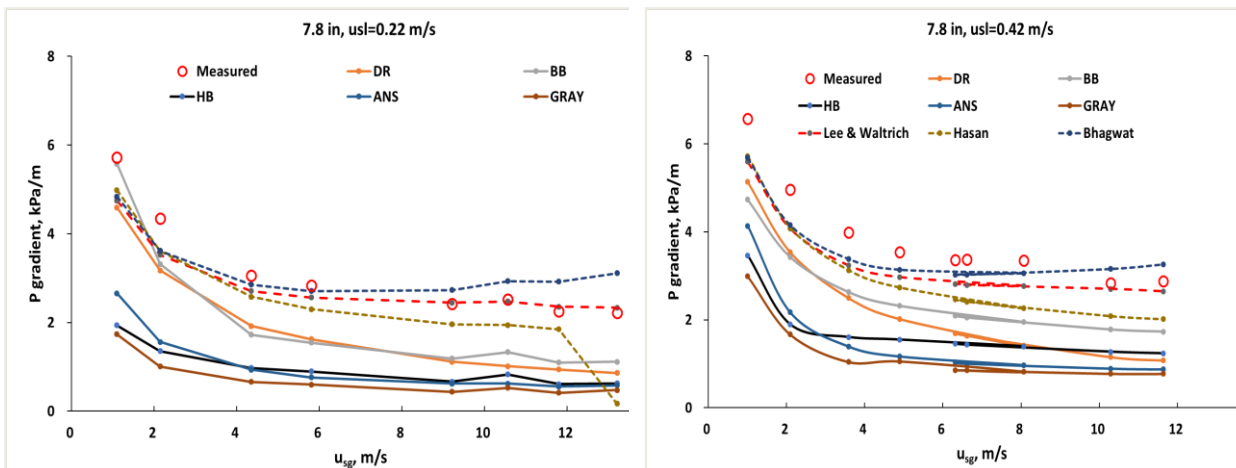 7.8 in, usl=0.22 m/s
8
6
4
2
0
P gradient, kPa/m
Measured DR BB
HB ANS GRAY
0 2 4 6 8 10 12
usg, m/s
7.8 in, usl=0.42 m/s
8
6
4
2
0
P gradient, kPa/m
Measured DR BB
HB ANS GRAY
Lee & Waltrich Hasan Bhagwat
0 2 4 6 8 10 12
usg, m/s